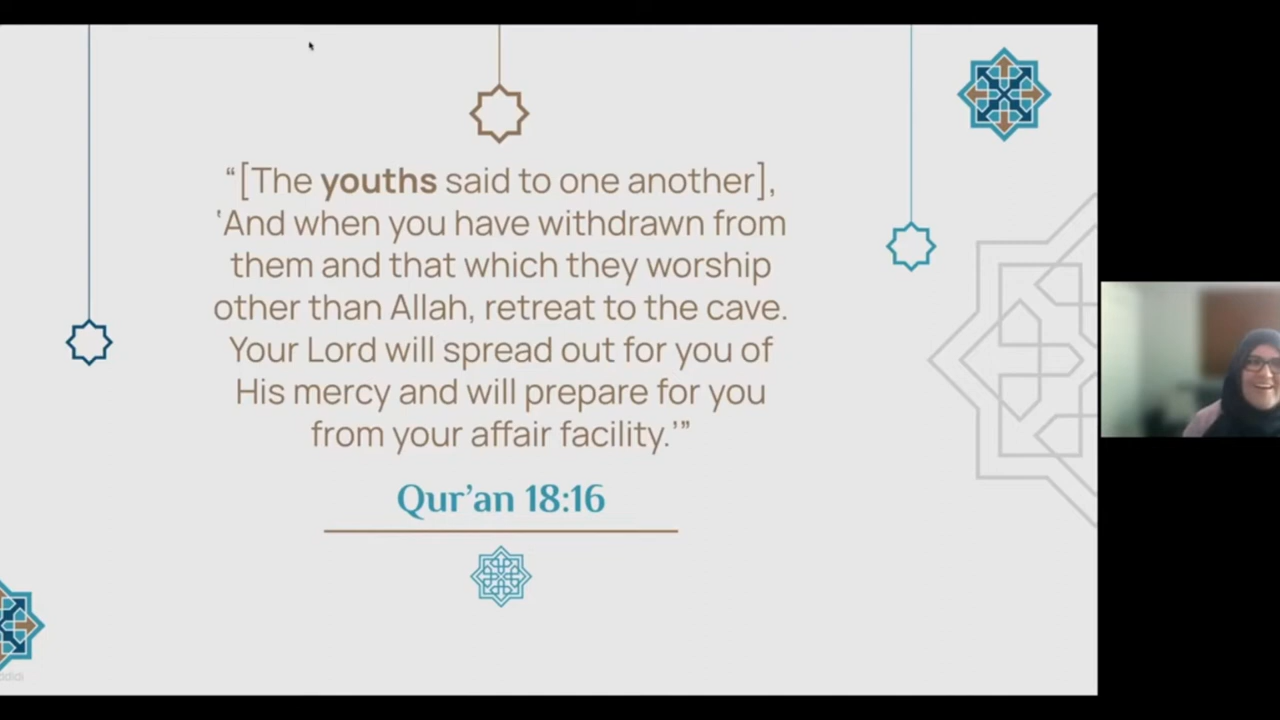 “[The youths said to one another],
‘And when you have withdrawn from
them and that which they worship
other than Allah, retreat to the cave.
Your Lord will spread out for you of
His mercy and will prepare for you
from your affair facility.’”
Qur’an 18:16